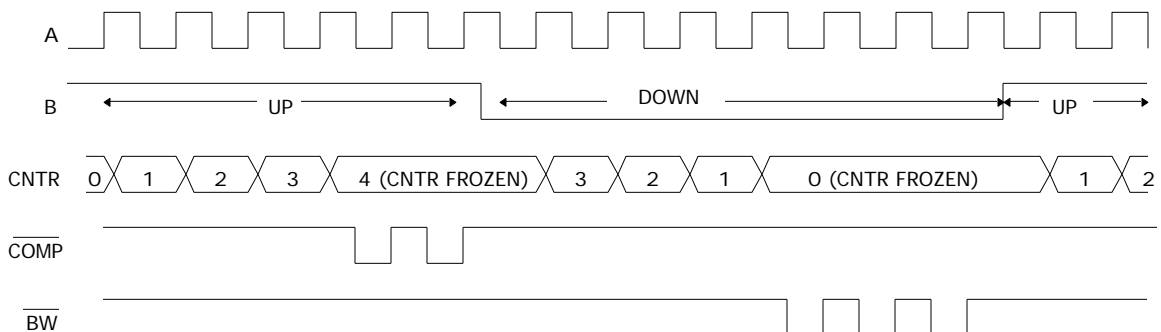 A
B UP DOWN UP
CNTR 0 1 2 3 4 (CNTR FROZEN) 3 2 1 0 (CNTR FROZEN) 1 2
COMP
BW